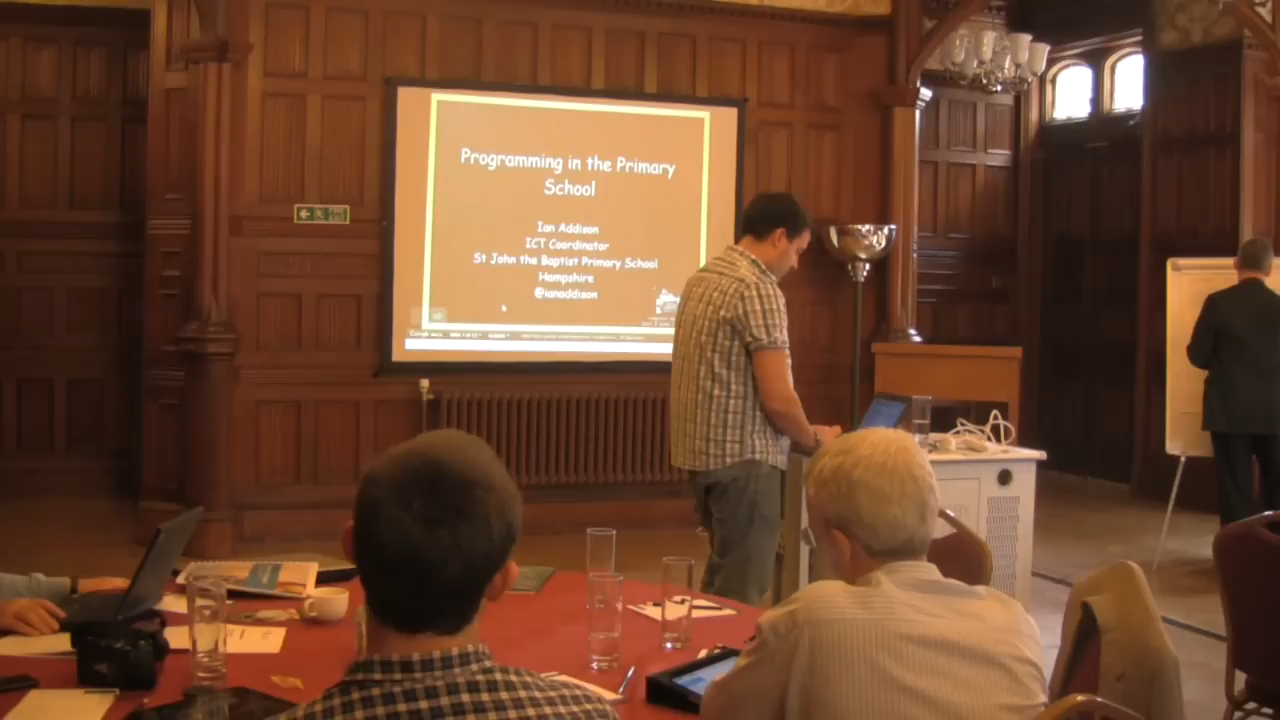 Programming in the Primary
School
Ian Addison
ICT Coordinator
St John the Baptist Primary School
Hampshire
@ianaddison